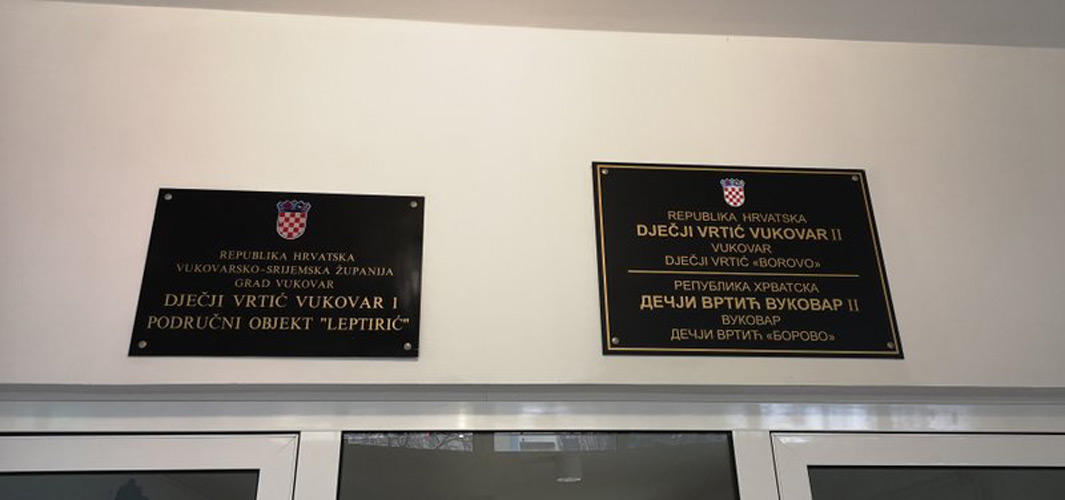 REPUBLIKA HRVATSKA
VUKOVARSKO-SRIJEMSKA ŽUPANIJA
GRAD VUKOVAR
DJEČJI VRTIĆ VUKOVAR I
PODRUČNI OBJEKT "LEPTIRIĆ"
REPUBLIKA HRVATSKA
DJEČJI VRTIĆ VUKOVAR II
VUKOVAR
DJEČJI VRTIĆ «BOROVO»
РЕПУБЛИКА ХРВАТСКА
ДЕЧЈИ ВРТИЋ ВУКОВАР II
ВУКОВАР
ДЕЧЈИ ВРТИЋ «БОРОВО»